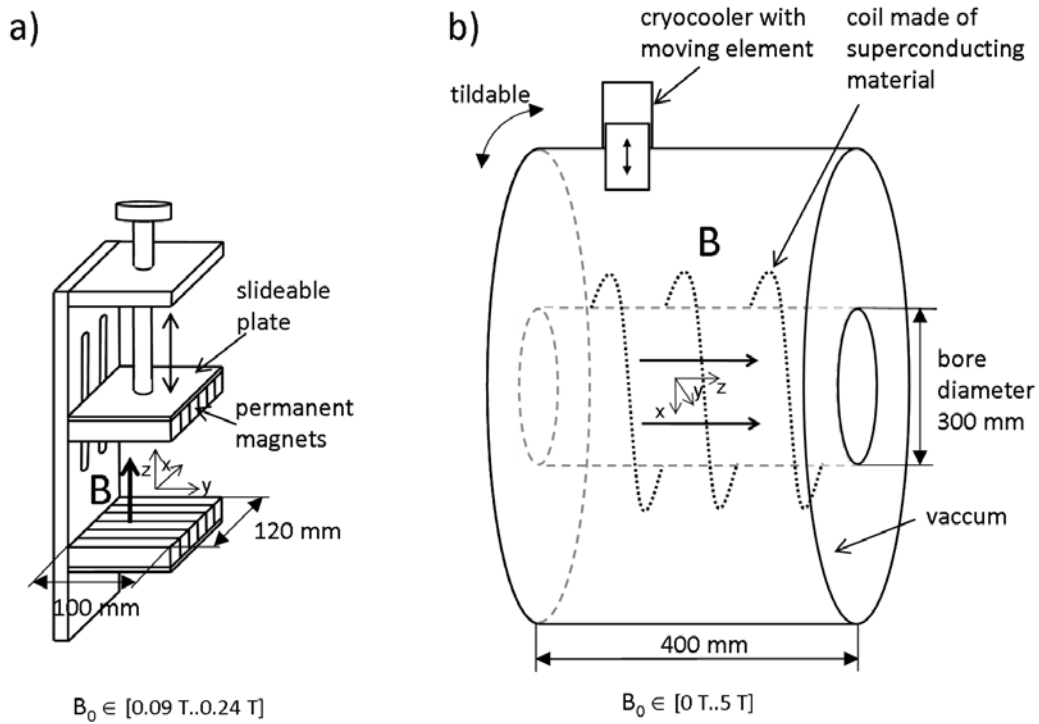 a)
slideable
plate
permanent
magnets
z
x
y
B
120 mm
100 mm
B₀ ∈ [0.09 T..0.24 T]
b)
cryocooler with
moving element
coil made of
superconducting
material
tildable
B
x
y
z
bore
diameter
300 mm
vaccum
400 mm
B₀ ∈ [0 T..5 T]